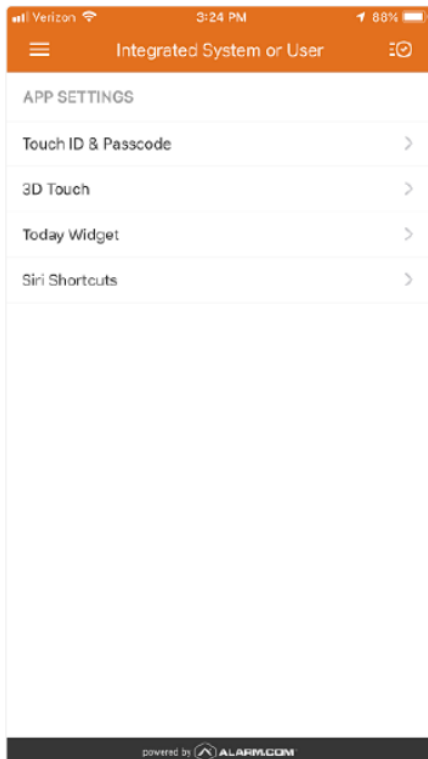 Verizon 3:24 PM 88%
Integrated System or User
APP SETTINGS
Touch ID & Passcode
3D Touch
Today Widget
Siri Shortcuts
powered by ALARM.COM